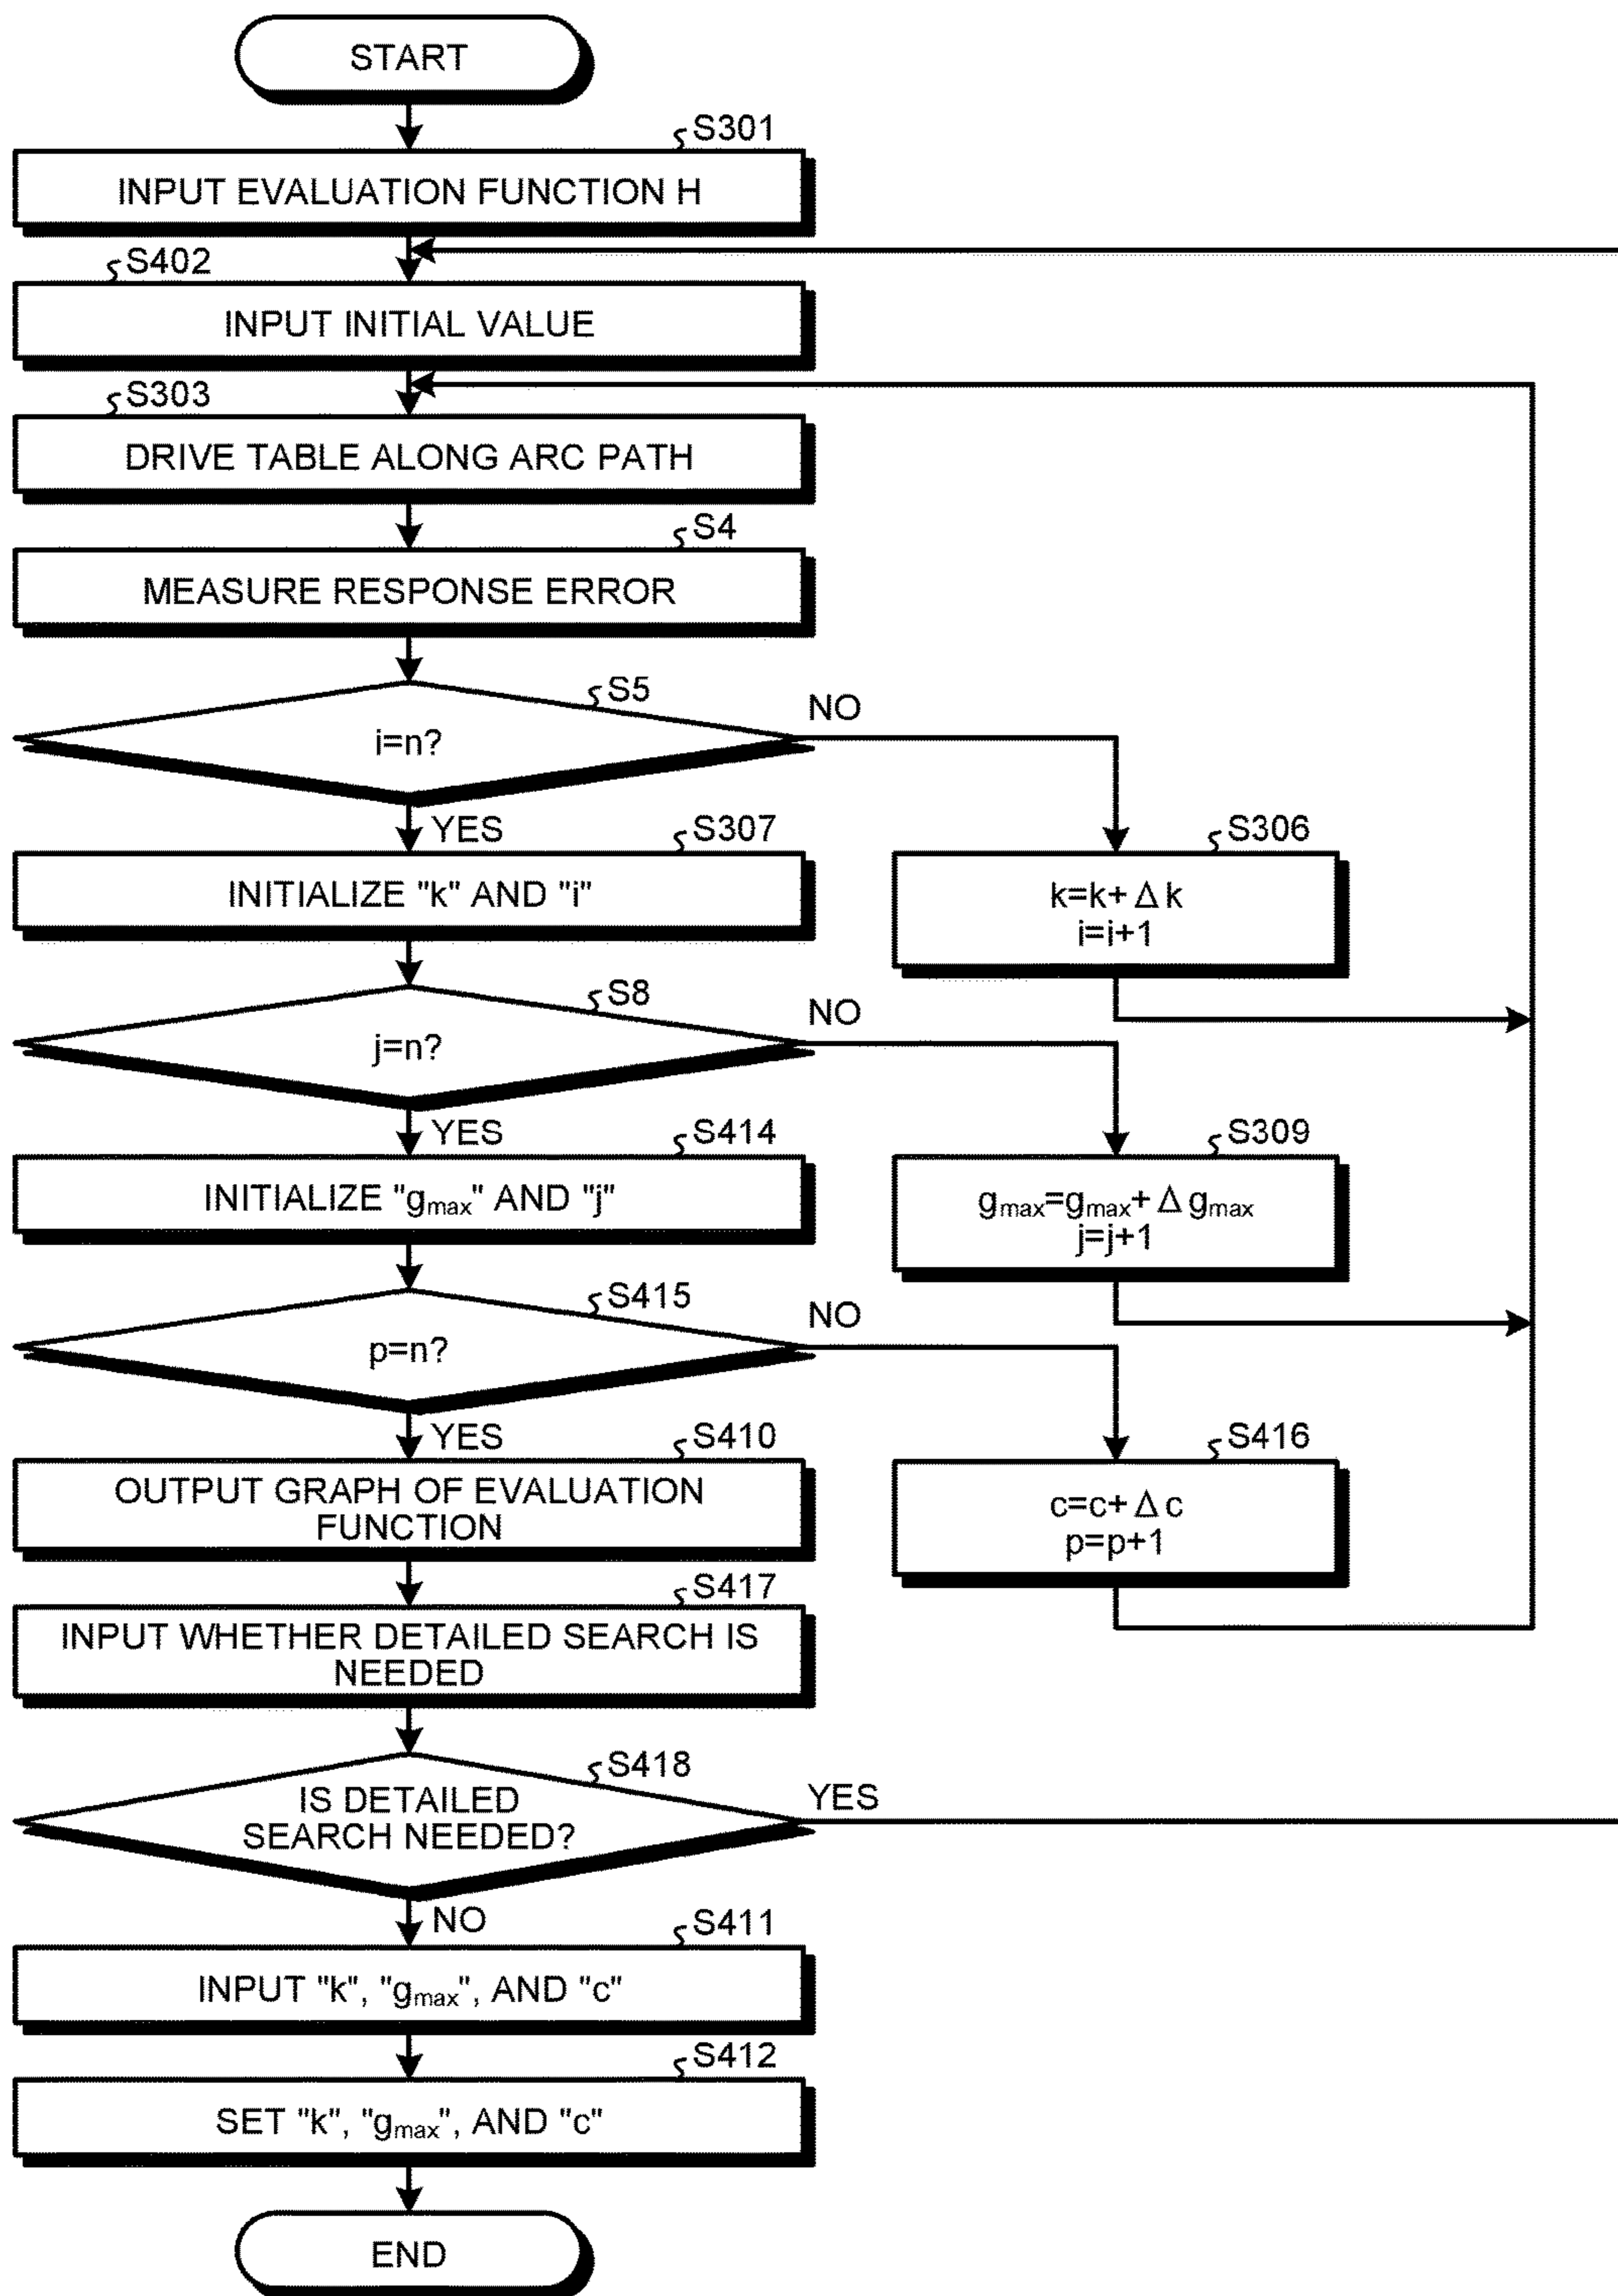 START
S301
INPUT EVALUATION FUNCTION H
S402
INPUT INITIAL VALUE
S303
DRIVE TABLE ALONG ARC PATH
S4
MEASURE RESPONSE ERROR
S5
i=n?
NO
YES
S307
INITIALIZE "k" AND "i"
S306
k=k+Δk
i=i+1
S8
j=n?
NO
YES
S414
INITIALIZE "gmax" AND "j"
S309
gmax=gmax+Δgmax
j=j+1
S415
p=n?
NO
YES
S410
OUTPUT GRAPH OF EVALUATION
FUNCTION
S416
c=c+Δc
p=p+1
S417
INPUT WHETHER DETAILED SEARCH IS
NEEDED
S418
IS DETAILED
SEARCH NEEDED?
YES
NO
S411
INPUT "k", "gmax", AND "c"
S412
SET "k", "gmax", AND "c"
END